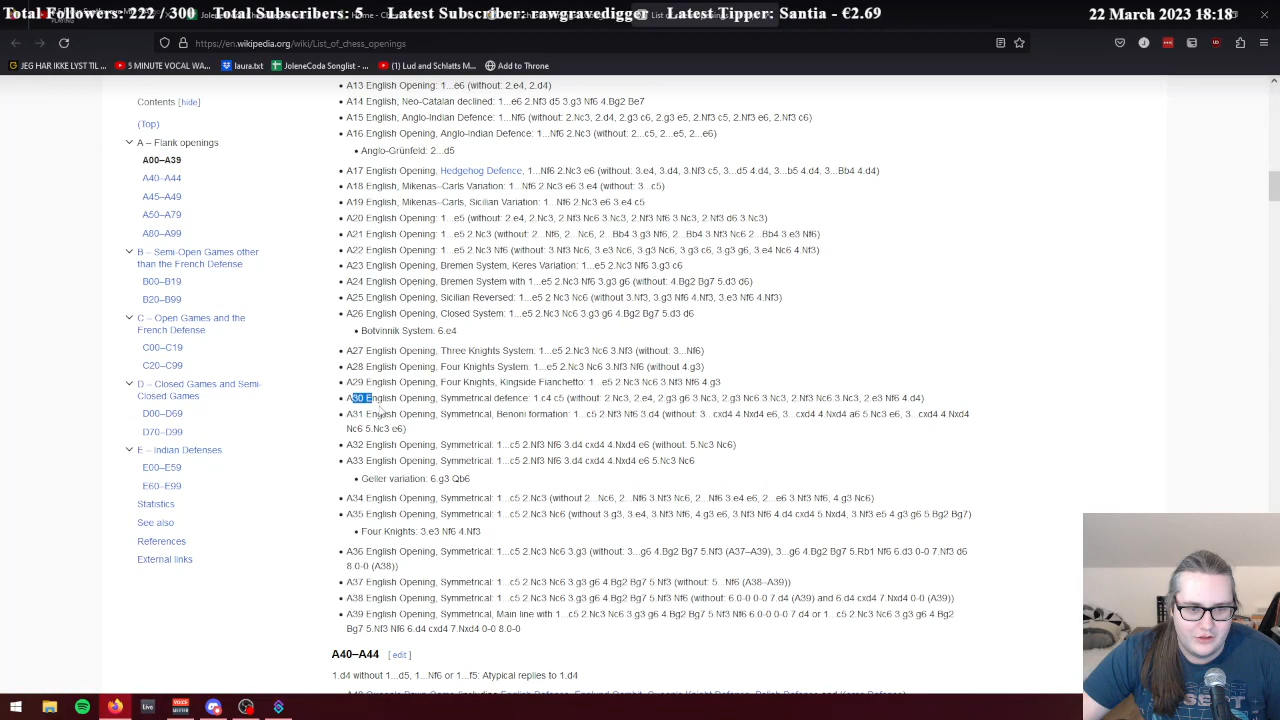 Total Followers: 222 / 300 Total Subscribers: 5 Latest Subscriber: Latest Tipper: Santia - €2.69 22 March 2023 18:18
https://en.wikipedia.org/wiki/List_of_chess_openings
JEG HAR IKKE LYST TIL ... 5 MINUTE VOCAL WA... laura.txt JoleneCoda Songlist - ... (1) Lud and Schlatts M... Add to Throne
Contents [hide]
(Top)
A – Flank openings
A00–A39
A40–A44
A45–A49
A50–A79
A80–A99
B – Semi-Open Games other
than the French Defense
B00–B19
B20–B99
C – Open Games and the
French Defense
C00–C19
C20–C99
D – Closed Games and Semi-
Closed Games
D00–D69
D70–D99
E – Indian Defenses
E00–E59
E60–E99
Statistics
See also
References
External links
A13 English Opening: 1...e6 (without: 2.e4, 2.d4)
A14 English, Neo-Catalan declined: 1...e6 2.Nf3 d5 3.g3 Nf6 4.Bg2 Be7
A15 English, Anglo-Indian Defence: 1...Nf6 (without: 2.Nc3, 2.d4, 2.g3 c6, 2.g3 e5, 2.Nf3 c5, 2.Nf3 e6, 2.Nf3 c6)
A16 English Opening, Anglo-Indian Defence: 1...Nf6 2.Nc3 (without: 2...c5, 2...e5, 2...e6)
Anglo-Grünfeld: 2...d5
A17 English Opening, Hedgehog Defence, 1...Nf6 2.Nc3 e6 (without: 3.e4, 3.d4, 3.Nf3 c5, 3...d5 4.d4, 3...b5 4.d4, 3...Bb4 4.d4)
A18 English, Mikenas–Carls Variation: 1...Nf6 2.Nc3 e6 3.e4 (without: 3...c5)
A19 English, Mikenas–Carls, Sicilian Variation: 1...Nf6 2.Nc3 e6 3.e4 c5
A20 English Opening: 1...e5 (without: 2.e4, 2.Nc3, 2.Nf3 Nc6 3.Nc3, 2.Nf3 Nf6 3.Nc3, 2.Nf3 d6 3.Nc3)
A21 English Opening: 1...e5 2.Nc3 (without: 2...Nf6, 2...Nc6, 2...Bb4 3.g3 Nf6, 2...Bb4 3.Nf3 Nc6 2...Bb4 3.e3 Nf6)
A22 English Opening: 1...e5 2.Nc3 Nf6 (without: 3.Nf3 Nc6, 3.e3 Nc6, 3.g3 Nc6, 3.g3 c6, 3.g3 g6, 3.e4 Nc6 4.Nf3)
A23 English Opening, Bremen System, Keres Variation: 1...e5 2.Nc3 Nf6 3.g3 c6
A24 English Opening, Bremen System with 1...e5 2.Nc3 Nf6 3.g3 g6 (without: 4.Bg2 Bg7 5.d3 d6)
A25 English Opening, Sicilian Reversed: 1...e5 2.Nc3 Nc6 (without 3.Nf3, 3.g3 Nf6 4.Nf3, 3.e3 Nf6 4.Nf3)
A26 English Opening, Closed System: 1...e5 2.Nc3 Nc6 3.g3 g6 4.Bg2 Bg7 5.d3 d6
Botvinnik System: 6.e4
A27 English Opening, Three Knights System: 1...e5 2.Nc3 Nc6 3.Nf3 (without: 3...Nf6)
A28 English Opening, Four Knights System: 1...e5 2.Nc3 Nc6 3.Nf3 Nf6 (without 4.g3)
A29 English Opening, Four Knights, Kingside Fianchetto: 1...e5 2.Nc3 Nc6 3.Nf3 Nf6 4.g3
A30 English Opening, Symmetrical defence: 1.c4 c5 (without: 2.Nc3, 2.e4, 2.g3 g6 3.Nc3, 2.g3 Nc6 3.Nc3, 2.Nf3 Nc6 3.Nc3, 2.e3 Nf6 4.d4)
A31 English Opening, Symmetrical, Benoni formation: 1...c5 2.Nf3 Nf6 3.d4 (without: 3...cxd4 4.Nxd4 e6, 3...cxd4 4.Nxd4 a6 5.Nc3 e6, 3...cxd4 4.Nxd4
Nc6 5.Nc3 e6)
A32 English Opening, Symmetrical: 1...c5 2.Nf3 Nf6 3.d4 cxd4 4.Nxd4 e6 (without: 5.Nc3 Nc6)
A33 English Opening, Symmetrical: 1...c5 2.Nf3 Nf6 3.d4 cxd4 4.Nxd4 e6 5.Nc3 Nc6
Geller variation: 6.g3 Qb6
A34 English Opening, Symmetrical: 1...c5 2.Nc3 (without 2...Nc6, 2...Nf6 3.Nf3 Nc6, 2...Nf6 3.e4 e6, 2...e6 3.Nf3 Nf6, 4.g3 Nc6)
A35 English Opening, Symmetrical: 1...c5 2.Nc3 Nc6 (without 3.g3, 3.e4, 3.Nf3 Nf6, 4.g3 e6, 3.Nf3 Nf6 4.d4 cxd4 5.Nxd4, 3.Nf3 e5 4.g3 g6 5.Bg2 Bg7)
Four Knights: 3.e3 Nf6 4.Nf3
A36 English Opening, Symmetrical: 1...c5 2.Nc3 Nc6 3.g3 (without: 3...g6 4.Bg2 Bg7 5.Nf3 (A37–A39), 3...g6 4.Bg2 Bg7 5.Rb1 Nf6 6.d3 0-0 7.Nf3 d6
8.0-0 (A38))
A37 English Opening, Symmetrical: 1...c5 2.Nc3 Nc6 3.g3 g6 4.Bg2 Bg7 5.Nf3 (without: 5...Nf6 (A38–A39))
A38 English Opening, Symmetrical: 1...c5 2.Nc3 Nc6 3.g3 g6 4.Bg2 Bg7 5.Nf3 Nf6 (without: 6.0-0 0-0 7.d4 (A39) and 6.d4 cxd4 7.Nxd4 0-0 (A39))
A39 English Opening, Symmetrical, Main line with 1...c5 2.Nc3 Nc6 3.g3 g6 4.Bg2 Bg7 5.Nf3 Nf6 6.0-0 0-0 7.d4 or 1...c5 2.Nc3 Nc6 3.g3 g6 4.Bg2
Bg7 5.Nf3 Nf6 6.d4 cxd4 7.Nxd4 0-0 8.0-0
A40–A44 [ edit ]
1.d4 without 1...d5, 1...Nf6 or 1...f5: Atypical replies to 1.d4